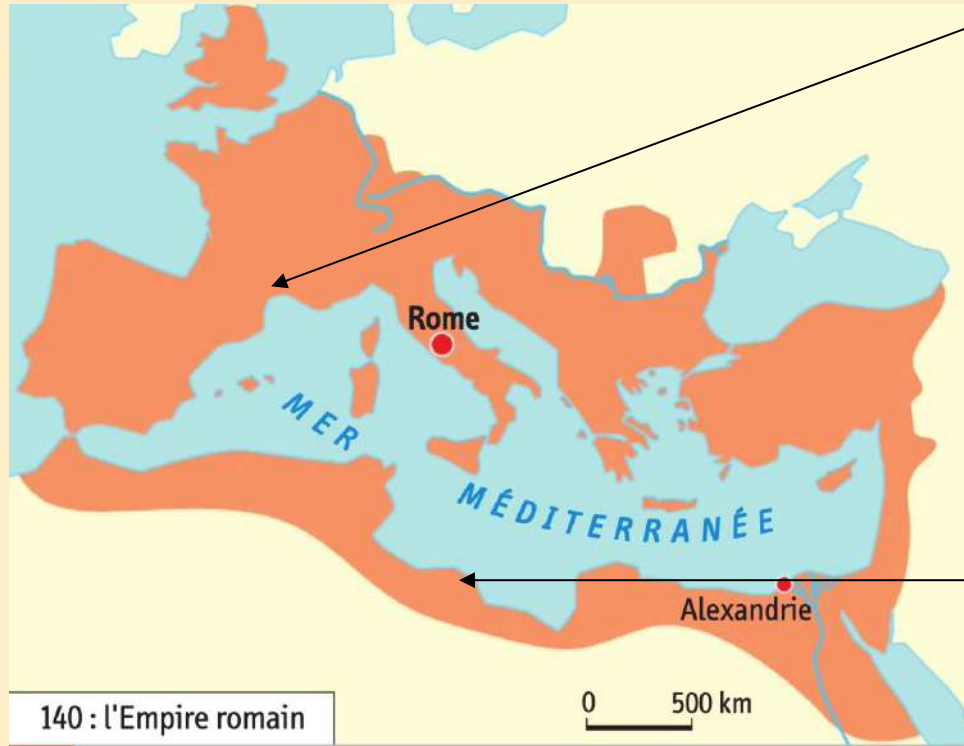 Rome
MER
MÉDITERRANÉE
Alexandrie
0 500 km
140 : l'Empire romain